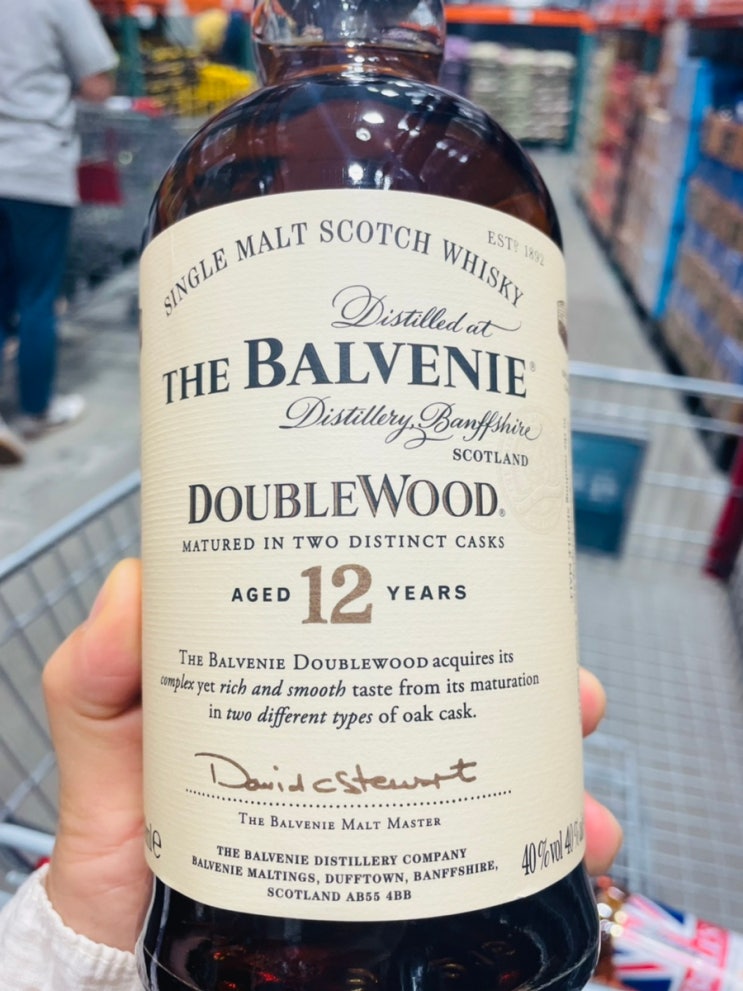 SINGLE MALT SCOTCH WHISKY
ESTD 1892
Distilled at
THE BALVENIE®
Distillery, Banffshire
SCOTLAND
DOUBLEWOOD®
MATURED IN TWO DISTINCT CASKS
AGED 12 YEARS
THE BALVENIE DOUBLEWOOD acquires its
complex yet rich and smooth taste from its maturation
in two different types of oak cask.
David C Stewart
THE BALVENIE MALT MASTER
THE BALVENIE DISTILLERY COMPANY
BALVENIE MALTINGS, DUFFTOWN, BANFFSHIRE,
SCOTLAND AB55 4BB
40%vol 40%